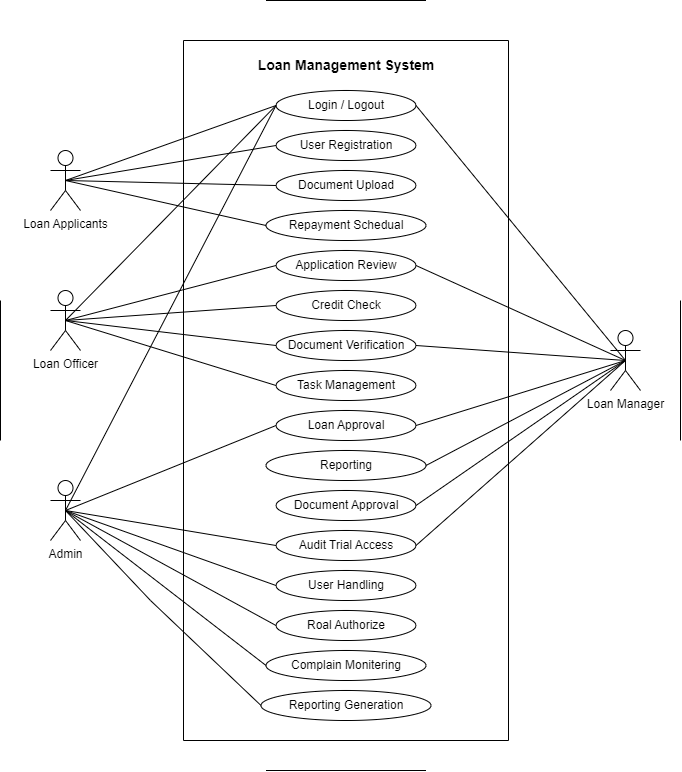 Loan Management System
Login / Logout
User Registration
Document Upload
Repayment Schedual
Loan Applicants
Application Review
Credit Check
Document Verification
Loan Officer
Task Management
Loan Manager
Loan Approval
Reporting
Document Approval
Audit Trial Access
Admin
User Handling
Roal Authorize
Complain Monitering
Reporting Generation